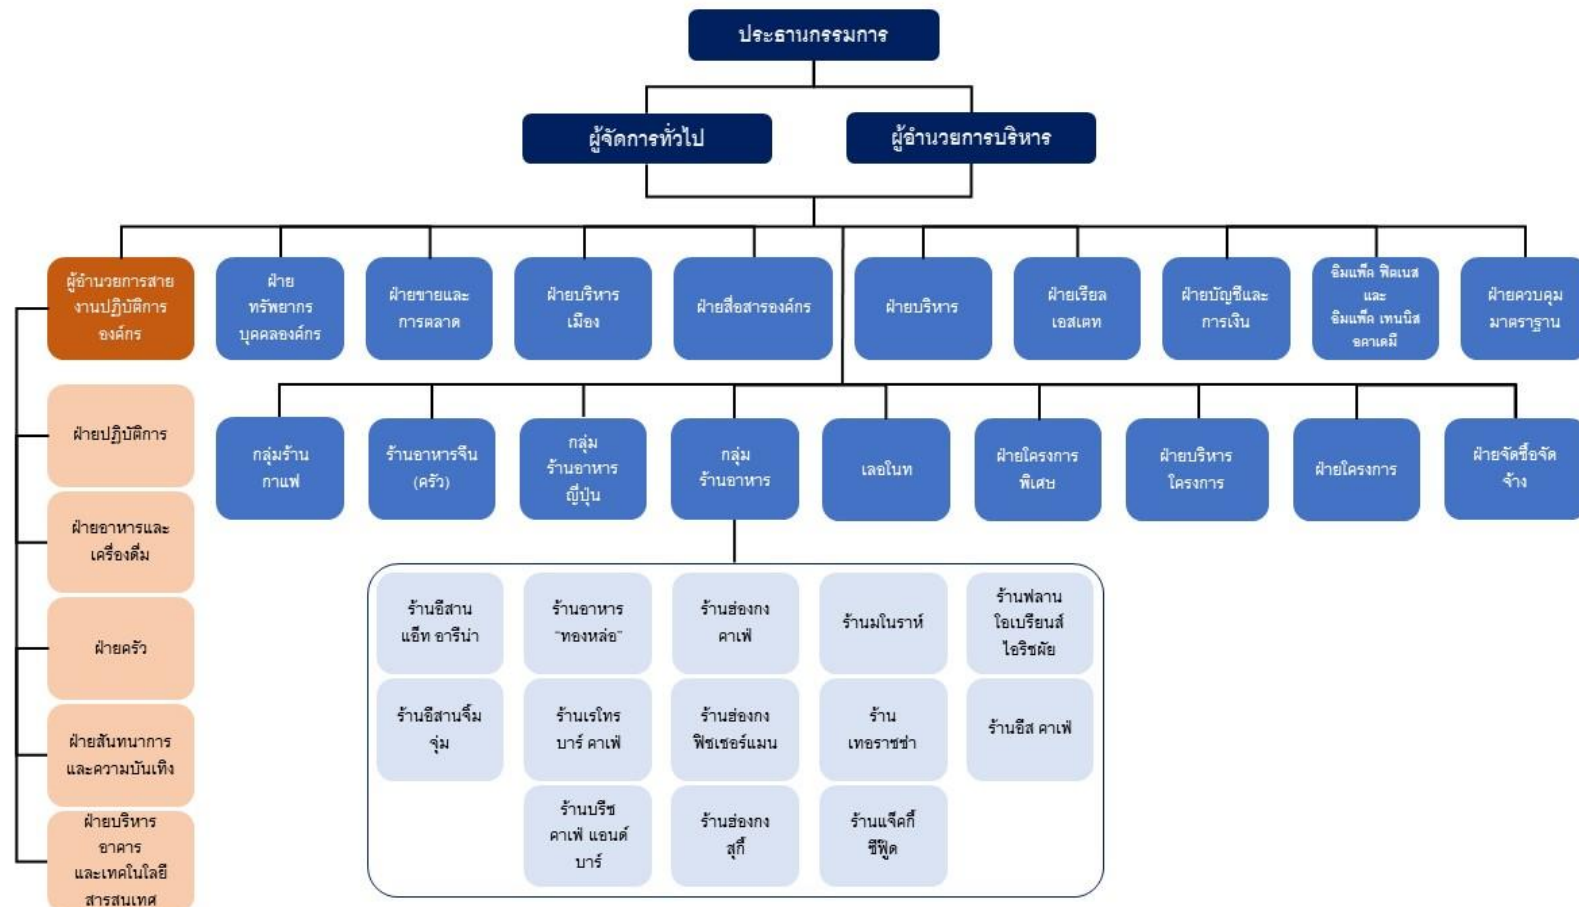 ประธานกรรมการ
ผู้จัดการทั่วไป
ผู้อำนวยการบริหาร
ผู้อำนวยการสาย
งานปฏิบัติการ
องค์กร
ฝ่าย
ทรัพยากร
บุคคลองค์กร
ฝ่ายขายและ
การตลาด
ฝ่ายบริหาร
เมือง
ฝ่ายสื่อสารองค์กร
ฝ่ายบริหาร
ฝ่ายเรียล
เอสเตท
ฝ่ายบัญชีและ
การเงิน
อิมแพ็ค ฟิตเนส
และ
อิมแพ็ค เทนนิส
อคาเดมี
ฝ่ายควบคุม
มาตราฐาน
ฝ่ายปฏิบัติการ
ฝ่ายอาหารและ
เครื่องดื่ม
ฝ่ายครัว
ฝ่ายสันทนาการ
และความบันเทิง
ฝ่ายบริหาร
อาคาร
และเทคโนโลยี
สารสนเทศ
กลุ่มร้าน
กาแฟ
ร้านอาหารจีน
(ครัว)
กลุ่ม
ร้านอาหาร
ญี่ปุ่น
กลุ่ม
ร้านอาหาร
เลอโนท
ฝ่ายโครงการ
พิเศษ
ฝ่ายบริหาร
โครงการ
ฝ่ายโครงการ
ฝ่ายจัดซื้อจัด
จ้าง
ร้านอีสาน
แอ็ท อารีน่า
ร้านอาหาร
"ทองหล่อ"
ร้านฮ่องกง
คาเฟ่
ร้านมโนราห์
ร้านฟลาน
โอเบรียนส์
ไอริชผับ
ร้านอีสานจิ้ม
จุ่ม
ร้านเรโทร
บาร์ คาเฟ่
ร้านฮ่องกง
ฟิชเชอร์แมน
ร้าน
เทอราซซ่า
ร้านอีส คาเฟ่
ร้านบรีซ
คาเฟ่ แอนด์
บาร์
ร้านฮ่องกง
สุกี้
ร้านแจ็คกี้
ซีฟู้ด